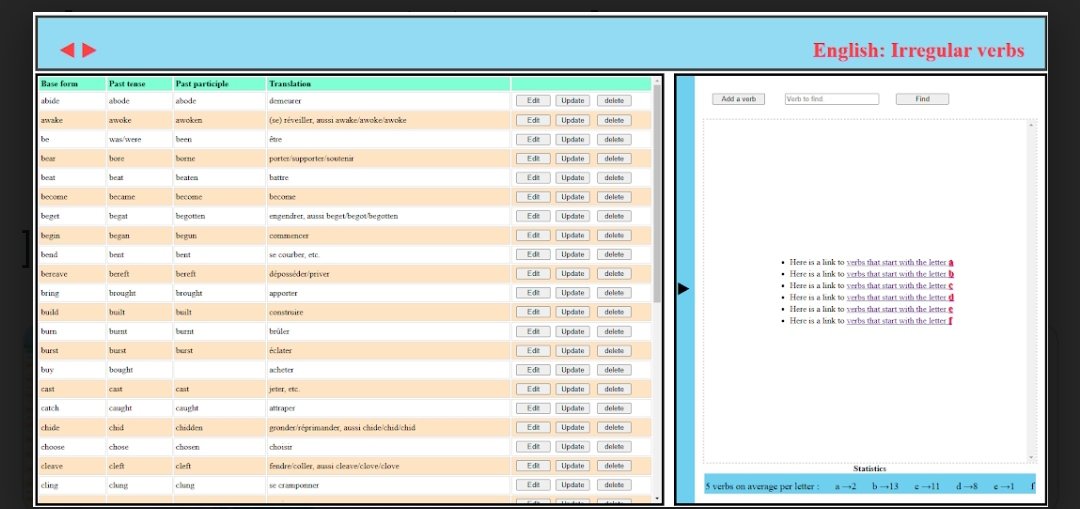 English: Irregular verbs
Base form Past tense Past participle Translation
abide abode abode demeurer Edit Update delete
awake awoke awoken (se) réveiller, aussi awake/awoke/awoke Edit Update delete
be was/were been être Edit Update delete
bear bore borne porter/supporter/soutenir Edit Update delete
beat beat beaten battre Edit Update delete
become became become become Edit Update delete
beget begat begotten engendrer, aussi beget/begot/begotten Edit Update delete
begin began begun commencer Edit Update delete
bend bent bent se courber, etc. Edit Update delete
bereave bereft bereft déposséder/priver Edit Update delete
bring brought brought apporter Edit Update delete
build built built construire Edit Update delete
burn burnt burnt brûler Edit Update delete
burst burst burst éclater Edit Update delete
buy bought acheter Edit Update delete
cast cast cast jeter, etc. Edit Update delete
catch caught caught attraper Edit Update delete
chide chid chidden gronder/réprimander, aussi chide/chid/chid Edit Update delete
choose chose chosen choisir Edit Update delete
cleave cleft cleft fendre/coller, aussi cleave/clove/clove Edit Update delete
cling clung clung se cramponner Edit Update delete
Add a verb Verb to find Find
Here is a link to verbs that start with the letter a
Here is a link to verbs that start with the letter b
Here is a link to verbs that start with the letter c
Here is a link to verbs that start with the letter d
Here is a link to verbs that start with the letter e
Here is a link to verbs that start with the letter f
Statistics
5 verbs on average per letter : a →2 b →13 c →11 d →8 e →1 f